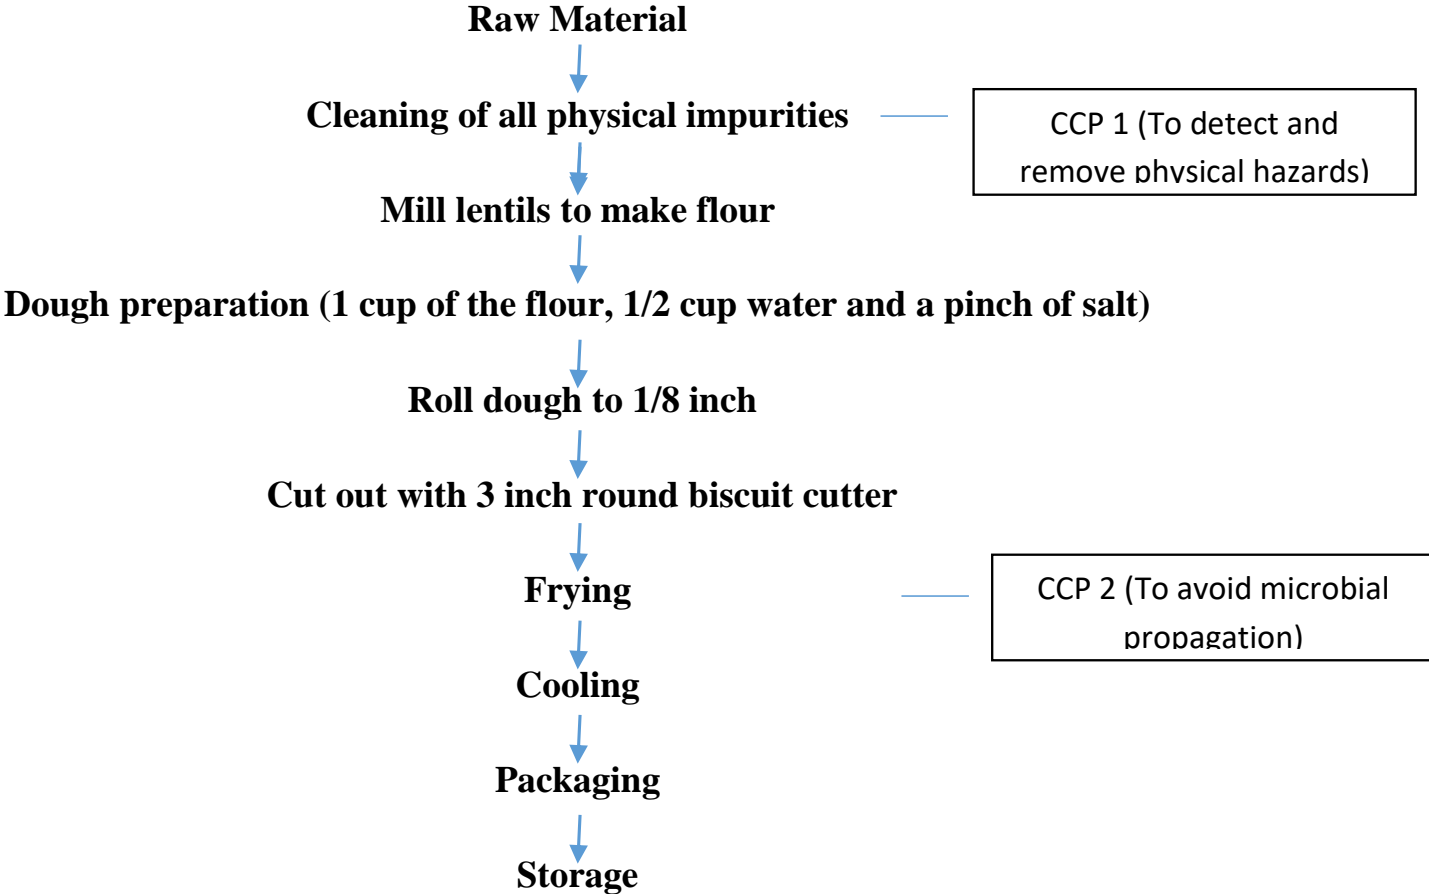 Raw Material
Cleaning of all physical impurities
CCP 1 (To detect and
remove physical hazards)
Mill lentils to make flour
Dough preparation (1 cup of the flour, 1/2 cup water and a pinch of salt)
Roll dough to 1/8 inch
Cut out with 3 inch round biscuit cutter
Frying
CCP 2 (To avoid microbial
propagation)
Cooling
Packaging
Storage